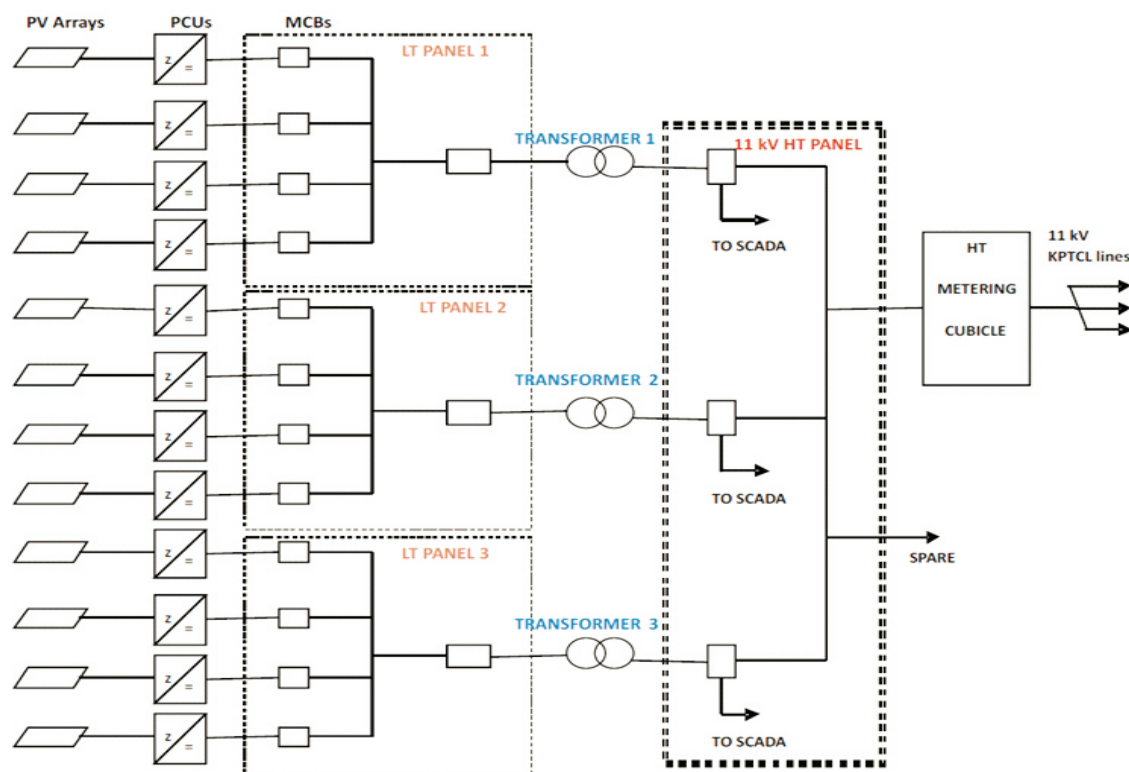 PV Arrays PCUs MCBs
LT PANEL 1
z
=
z
=
z
=
z
=
TRANSFORMER 1
11 kV HT PANEL
TO SCADA
HT
METERING
CUBICLE
11 kV
KPTCL lines
LT PANEL 2
z
=
z
=
z
=
z
=
TRANSFORMER 2
TO SCADA
SPARE
LT PANEL 3
z
=
z
=
z
=
z
=
TRANSFORMER 3
TO SCADA